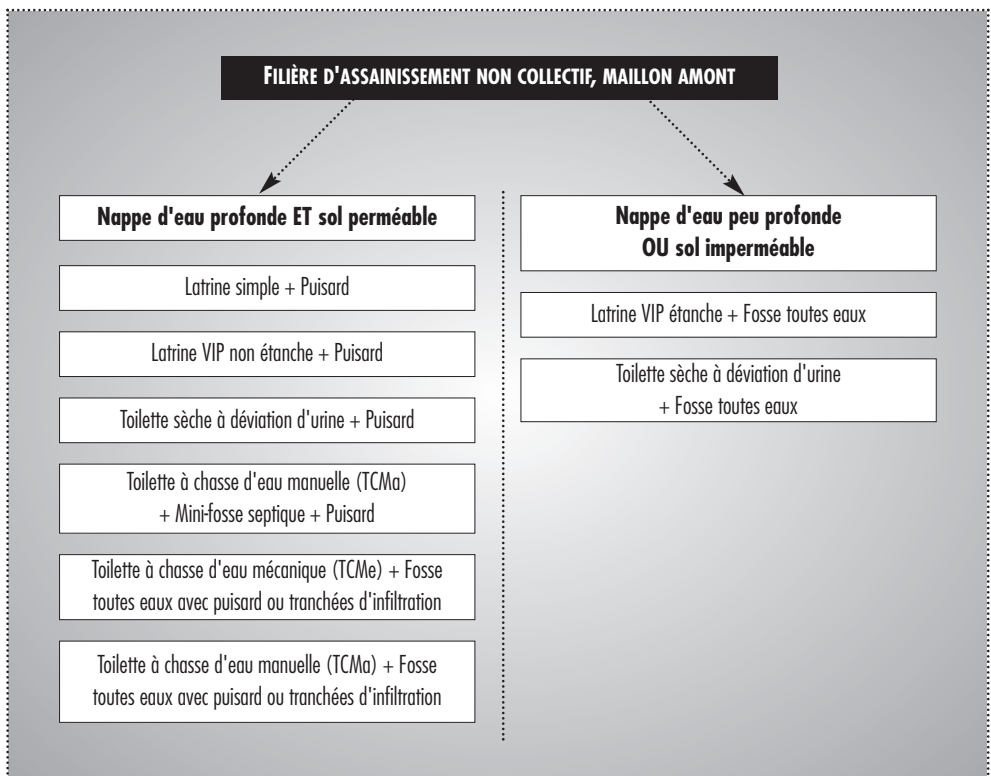 FILIÈRE D'ASSAINISSEMENT NON COLLECTIF, MAILLON AMONT
Nappe d'eau profonde ET sol perméable
Latrine simple + Puisard
Latrine VIP non étanche + Puisard
Toilette sèche à déviation d'urine + Puisard
Toilette à chasse d'eau manuelle (TCMa)
+ Mini-fosse septique + Puisard
Toilette à chasse d'eau mécanique (TCMe) + Fosse
toutes eaux avec puisard ou tranchées d'infiltration
Toilette à chasse d'eau manuelle (TCMa) + Fosse
toutes eaux avec puisard ou tranchées d'infiltration
Nappe d'eau peu profonde
OU sol imperméable
Latrine VIP étanche + Fosse toutes eaux
Toilette sèche à déviation d'urine
+ Fosse toutes eaux